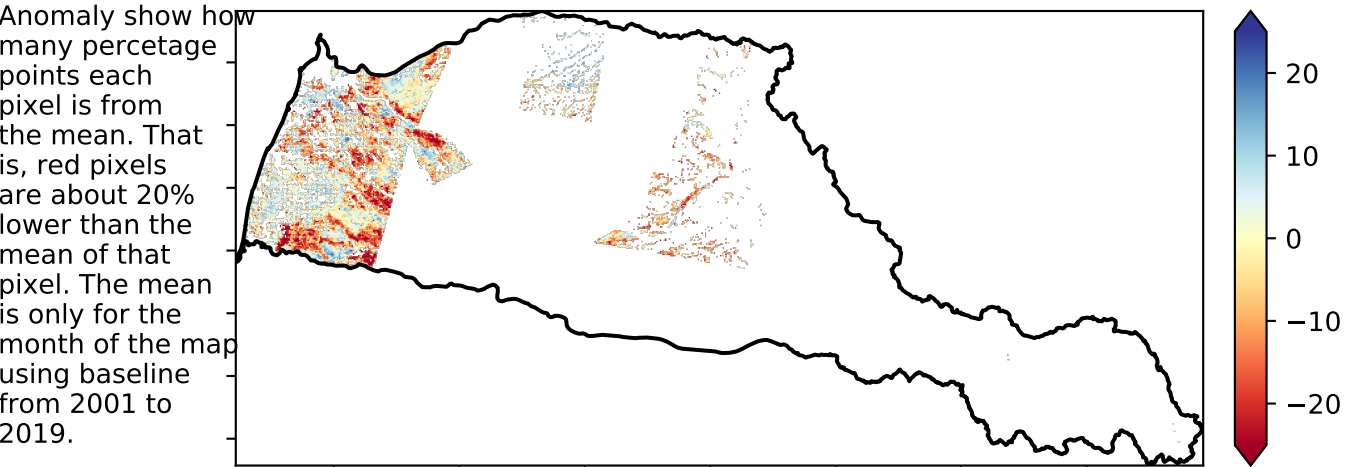 Anomaly show how
many percetage
points each
pixel is from
the mean. That
is, red pixels
are about 20%
lower than the
mean of that
pixel. The mean
is only for the
month of the map
using baseline
from 2001 to
2019.
20
10
0
−10
−20